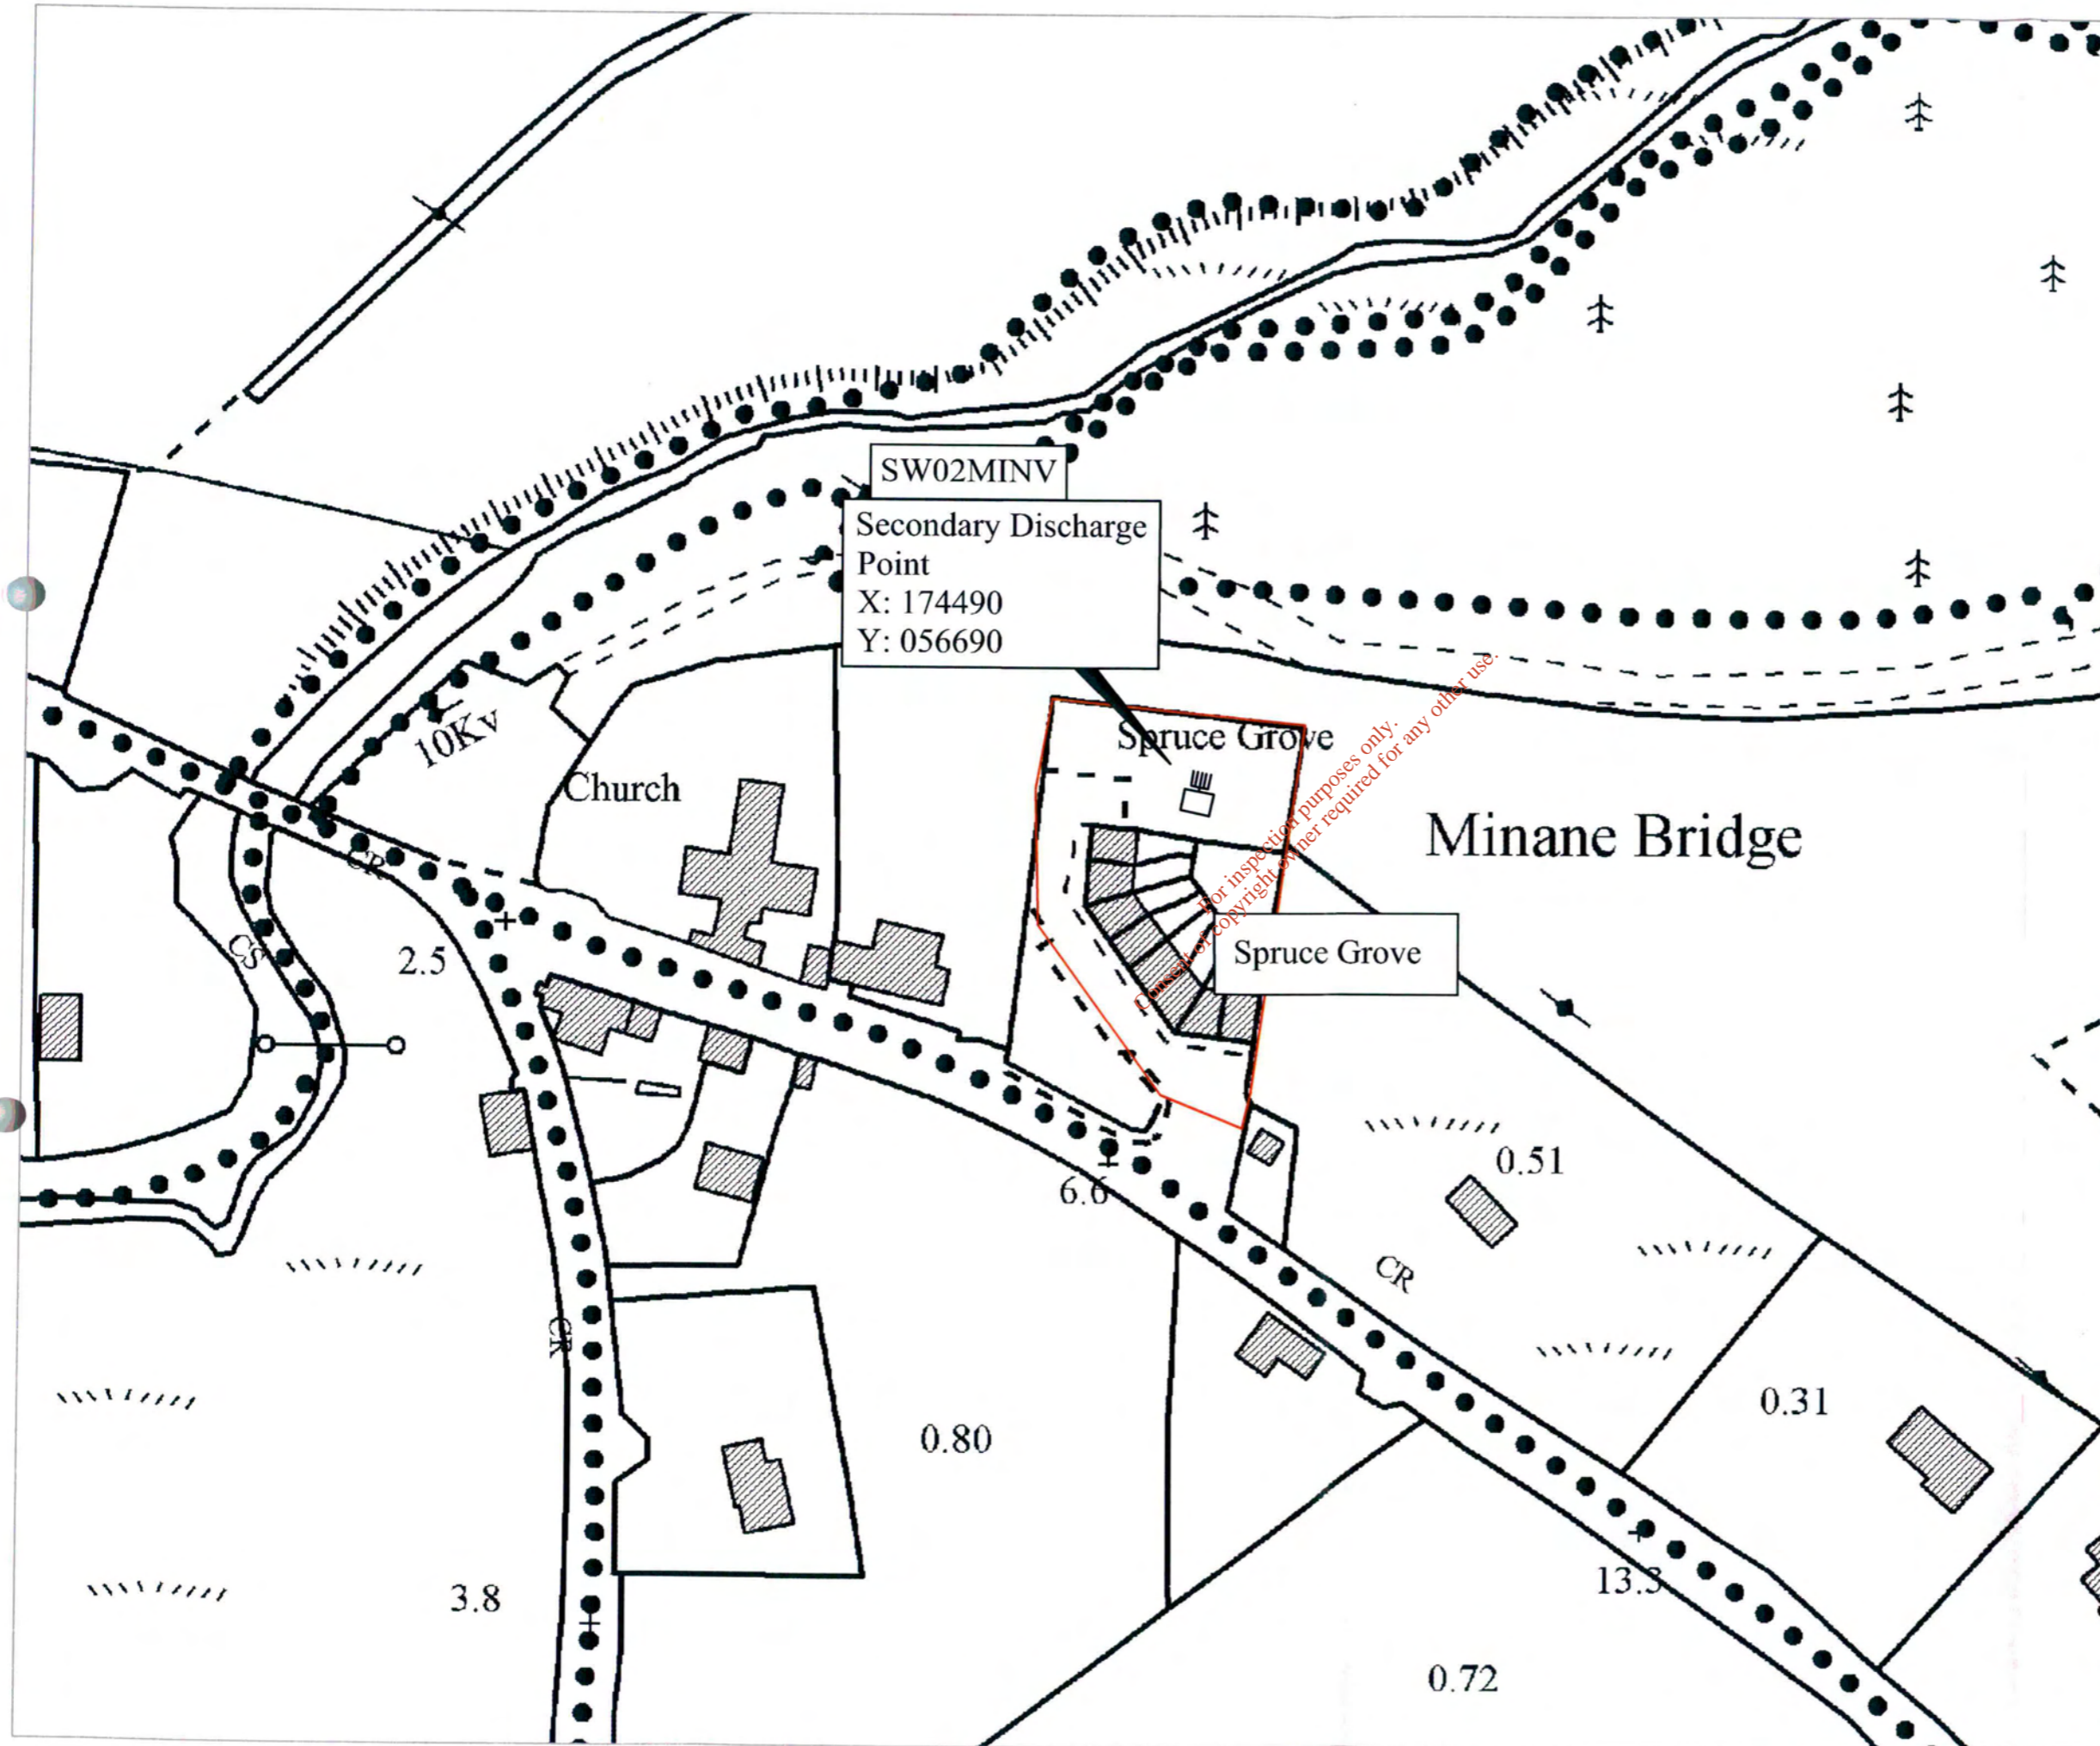 SW02MINV
Secondary Discharge
Point
X: 174490
Y: 056690
10Kv
Church
Spruce Grove
Minane Bridge
For inspection purposes only.
Consent of copyright owner required for any other use.
Spruce Grove
CR
CS
2.5
6.6
0.51
CR
CR
0.31
0.80
3.8
13.3
0.72